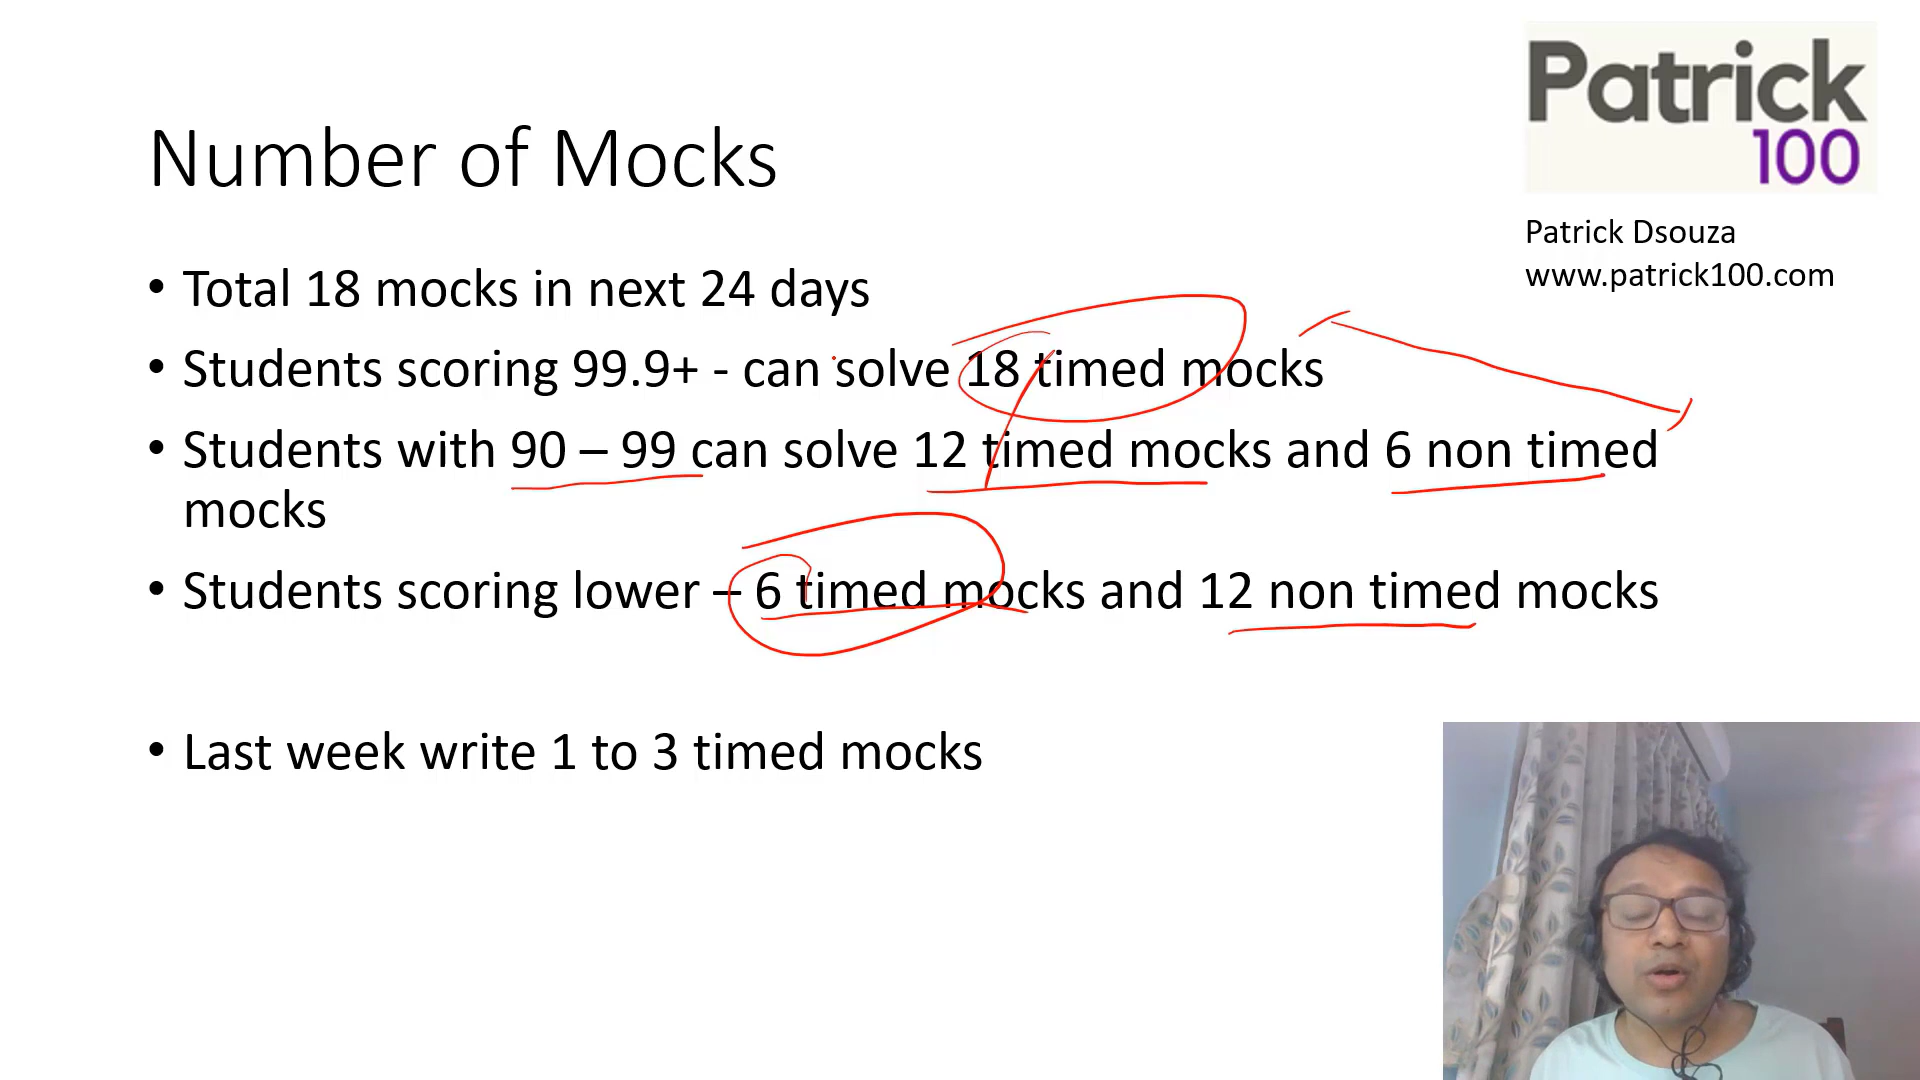 Patrick
100
Number of Mocks
Patrick Dsouza
www.patrick100.com
• Total 18 mocks in next 24 days
• Students scoring 99.9+ - can solve 18 timed mocks
• Students with 90 – 99 can solve 12 timed mocks and 6 non timed
mocks
• Students scoring lower – 6 timed mocks and 12 non timed mocks
• Last week write 1 to 3 timed mocks